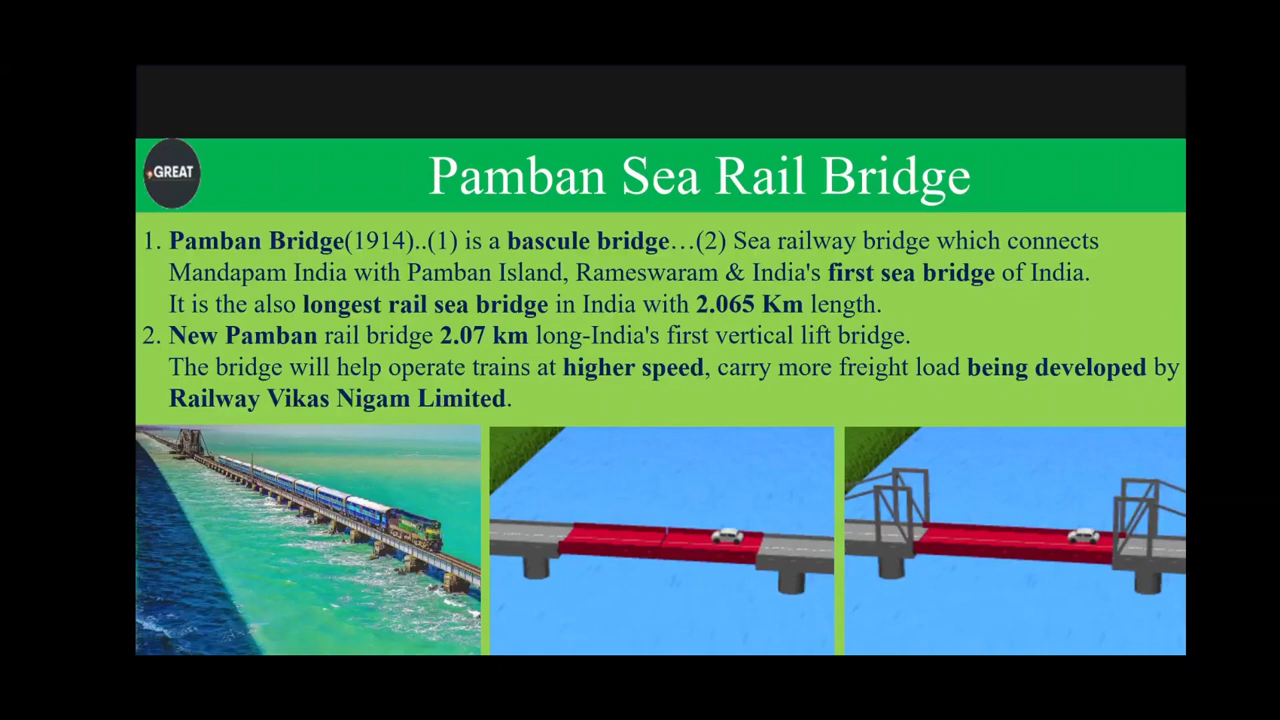 GREAT
Pamban Sea Rail Bridge
1. Pamban Bridge(1914)..(1) is a bascule bridge…(2) Sea railway bridge which connects
Mandapam India with Pamban Island, Rameswaram & India's first sea bridge of India.
It is the also longest rail sea bridge in India with 2.065 Km length.
2. New Pamban rail bridge 2.07 km long-India's first vertical lift bridge.
The bridge will help operate trains at higher speed, carry more freight load being developed by
Railway Vikas Nigam Limited.